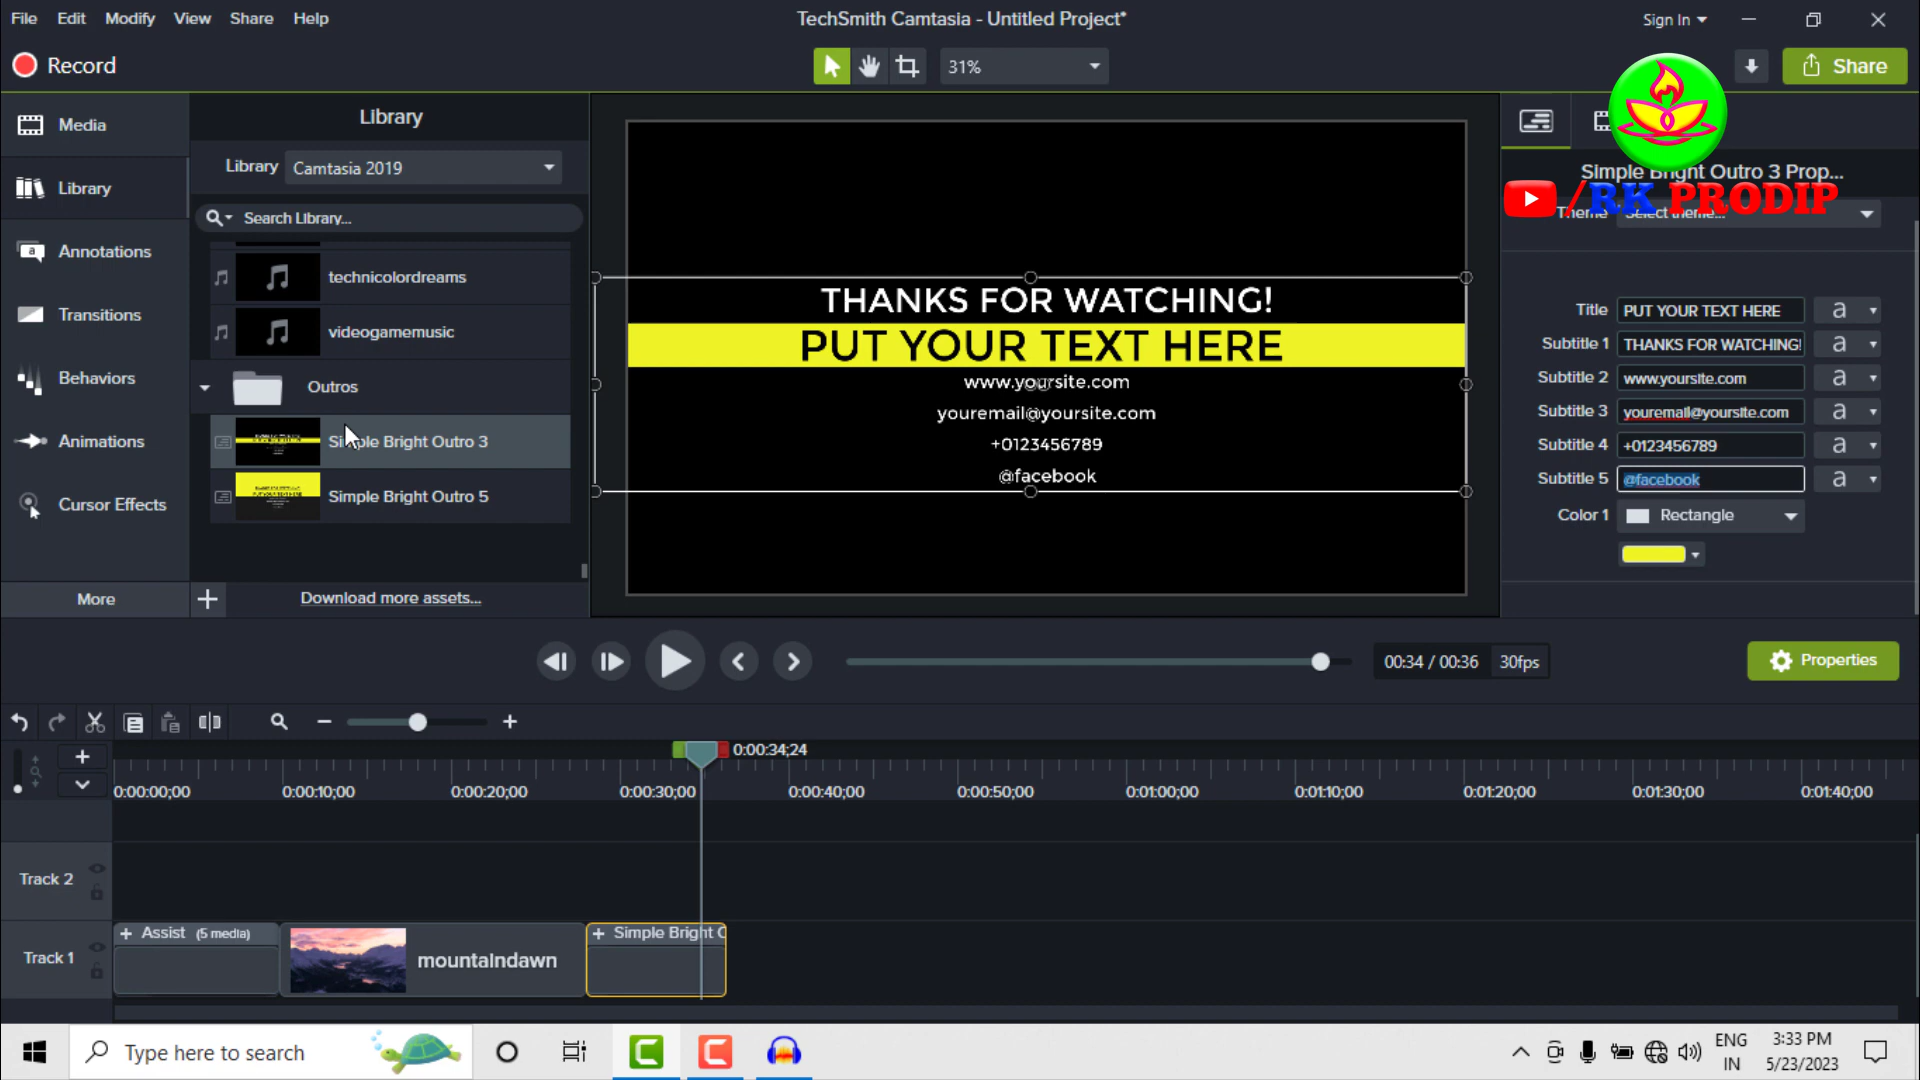 File Edit Modify View Share Help
TechSmith Camtasia - Untitled Project*
Sign In
Record
31%
Share
Media
Library
Annotations
Transitions
Behaviors
Animations
Cursor Effects
More
Library
Library Camtasia 2019
Search Library...
technicolordreams
videogamemusic
Outros
Simple Bright Outro 3
Simple Bright Outro 5
Download more assets...
THANKS FOR WATCHING!
PUT YOUR TEXT HERE
www.yoursite.com
youremail@yoursite.com
+0123456789
@facebook
Simple Bright Outro 3 Prop...
/RK PRODIP
Theme Select theme...
Title PUT YOUR TEXT HERE a
Subtitle 1 THANKS FOR WATCHING! a
Subtitle 2 www.yoursite.com a
Subtitle 3 youremail@yoursite.com a
Subtitle 4 +0123456789 a
Subtitle 5 @facebook a
Color 1 Rectangle
00:34 / 00:36 30fps
Properties
0:00:34;24
0:00:00;00 0:00:10;00 0:00:20;00 0:00:30;00 0:00:40;00 0:00:50;00 0:01:00;00 0:01:10;00 0:01:20;00 0:01:30;00 0:01:40;00
Track 2
Track 1
+ Assist (5 media)
mountaindawn
+ Simple Bright O
Type here to search
ENG
IN
3:33 PM
5/23/2023